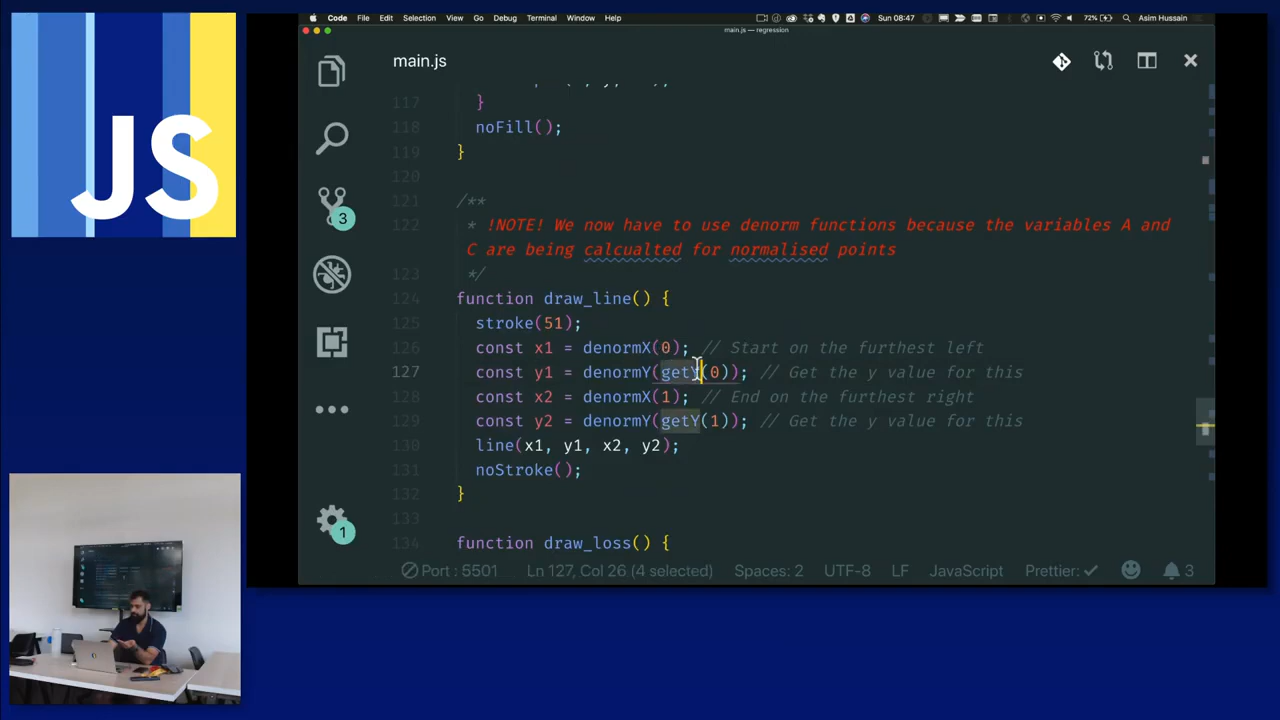 Code File Edit Selection View Go Debug Terminal Window Help Sun 08:47 72% Asim Hussain
main.js — regression
JS
main.js
117 }
118 noFill();
119 }
120
121 /**
122 * !NOTE! We now have to use denorm functions because the variables A and
C are being calcualted for normalised points
123 */
124 function draw_line() {
125 stroke(51);
126 const x1 = denormX(0); // Start on the furthest left
127 const y1 = denormY(getY(0)); // Get the y value for this
128 const x2 = denormX(1); // End on the furthest right
129 const y2 = denormY(getY(1)); // Get the y value for this
130 line(x1, y1, x2, y2);
131 noStroke();
132 }
133
134 function draw_loss() {
3
1
Port : 5501 Ln 127, Col 26 (4 selected) Spaces: 2 UTF-8 LF JavaScript Prettier: ✓ 3